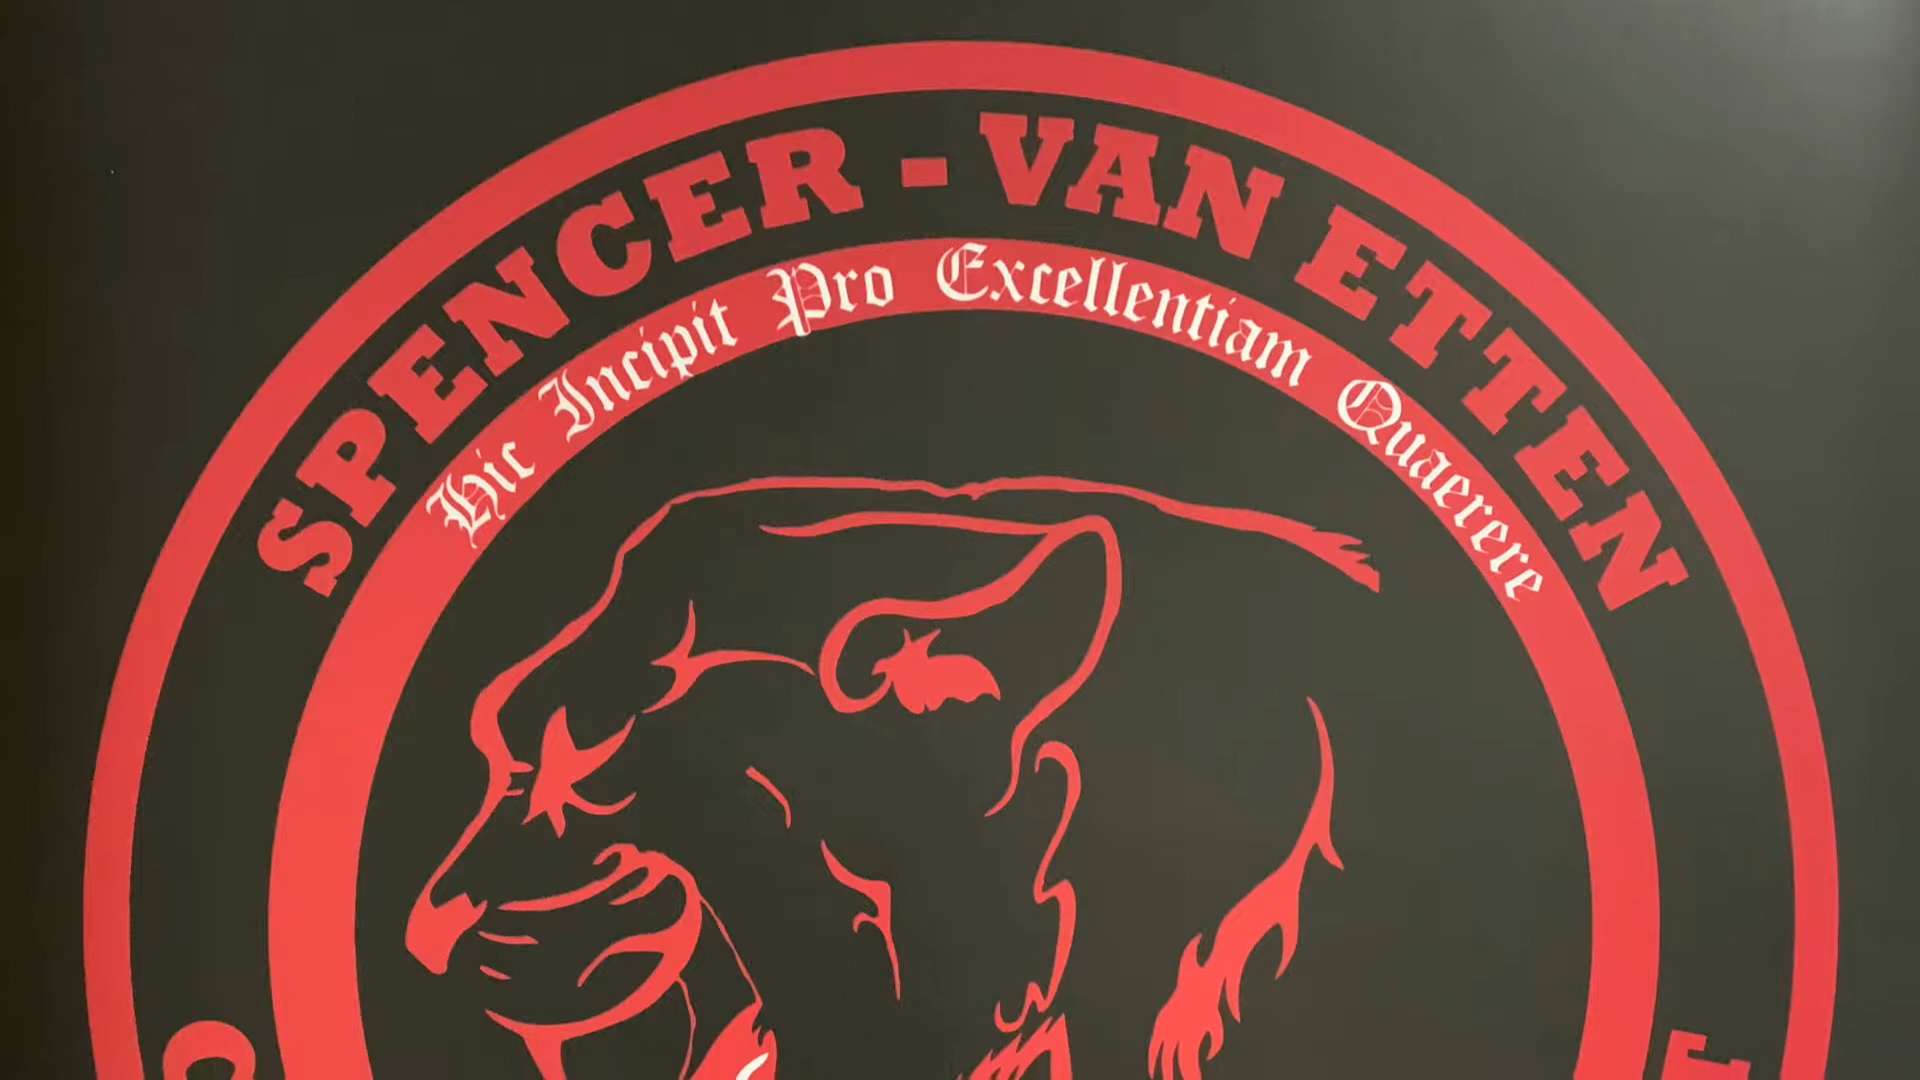 SPENCER - VAN ETTEN
Hic Incipit Pro Excellentiam Quaerere